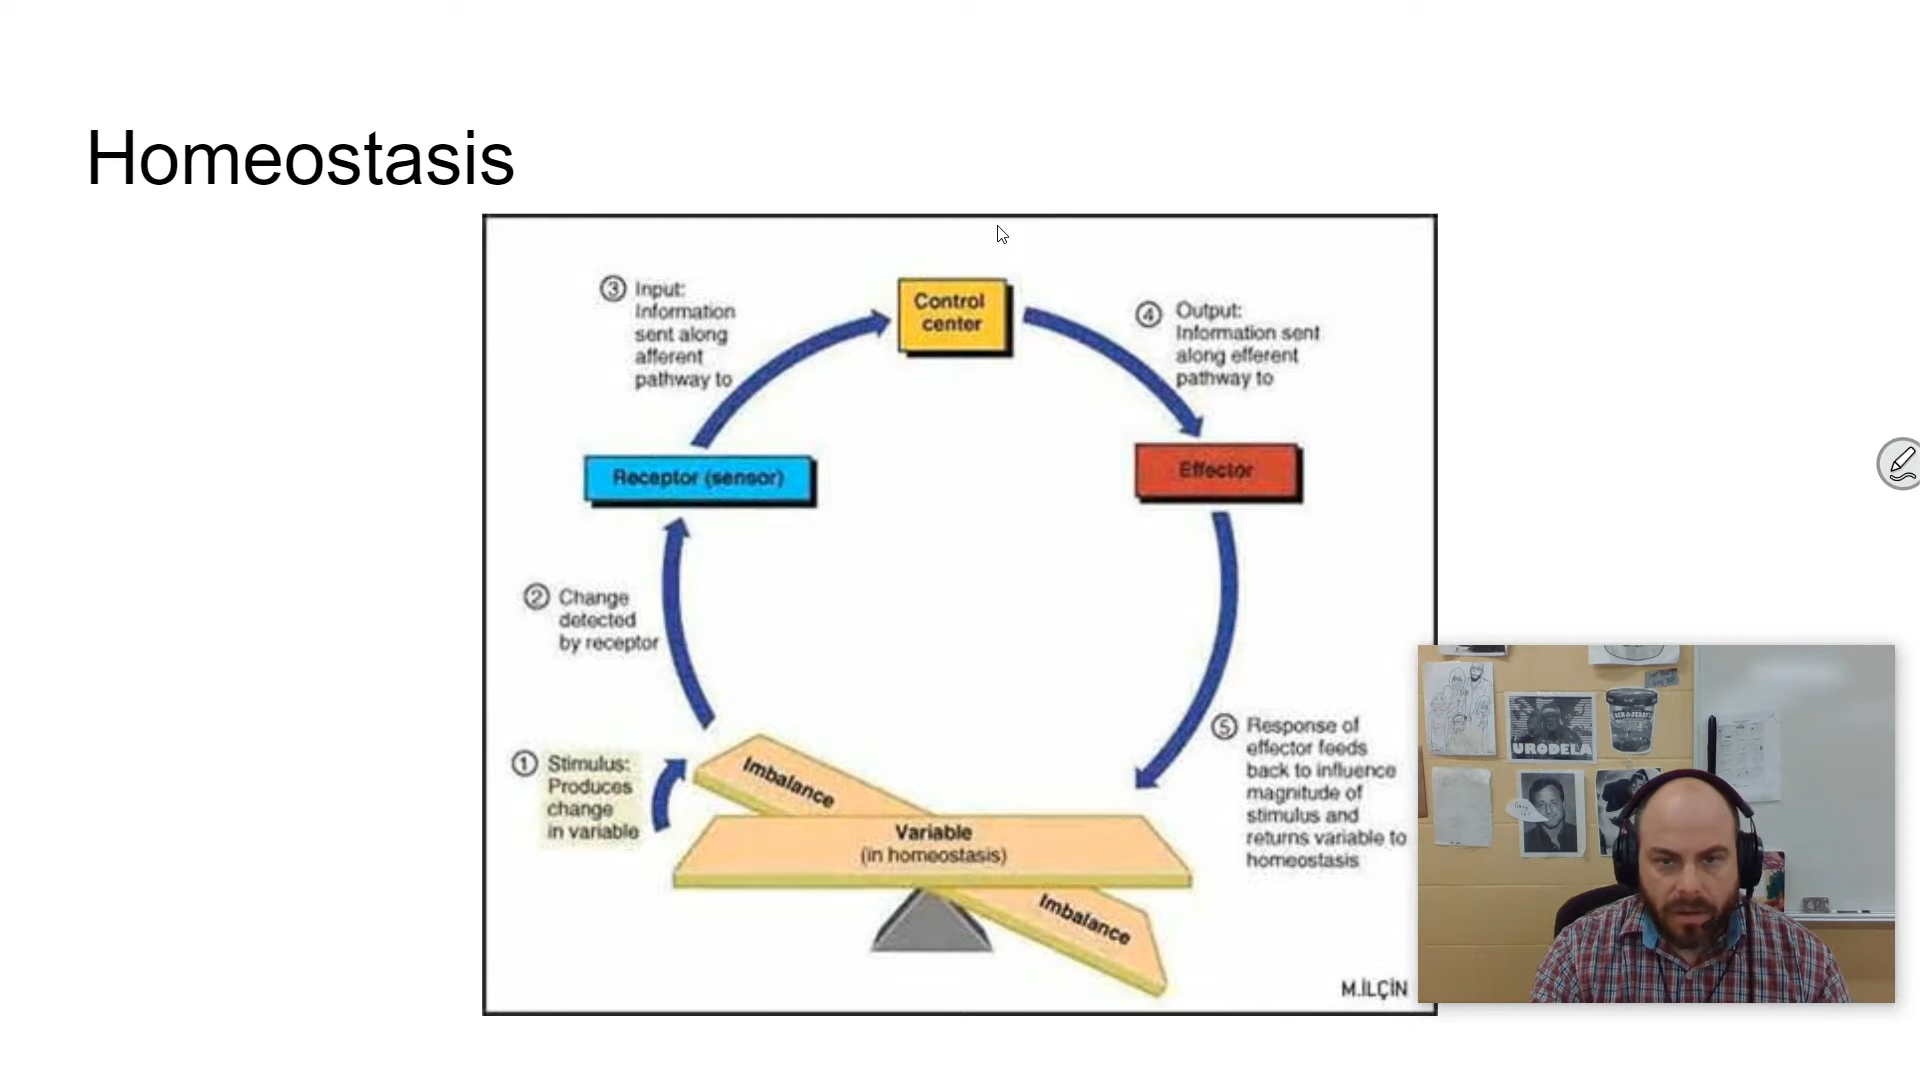 Homeostasis
③ Input:
Information
sent along
afferent
pathway to
Control
center
④ Output:
Information sent
along efferent
pathway to
Receptor (sensor)
Effector
② Change
detected
by receptor
① Stimulus:
Produces
change
in variable
Imbalance
Variable
(in homeostasis)
Imbalance
⑤ Response of
effector feeds
back to influence
magnitude of
stimulus and
returns variable to
homeostasis
M.İLÇİN
URODELA